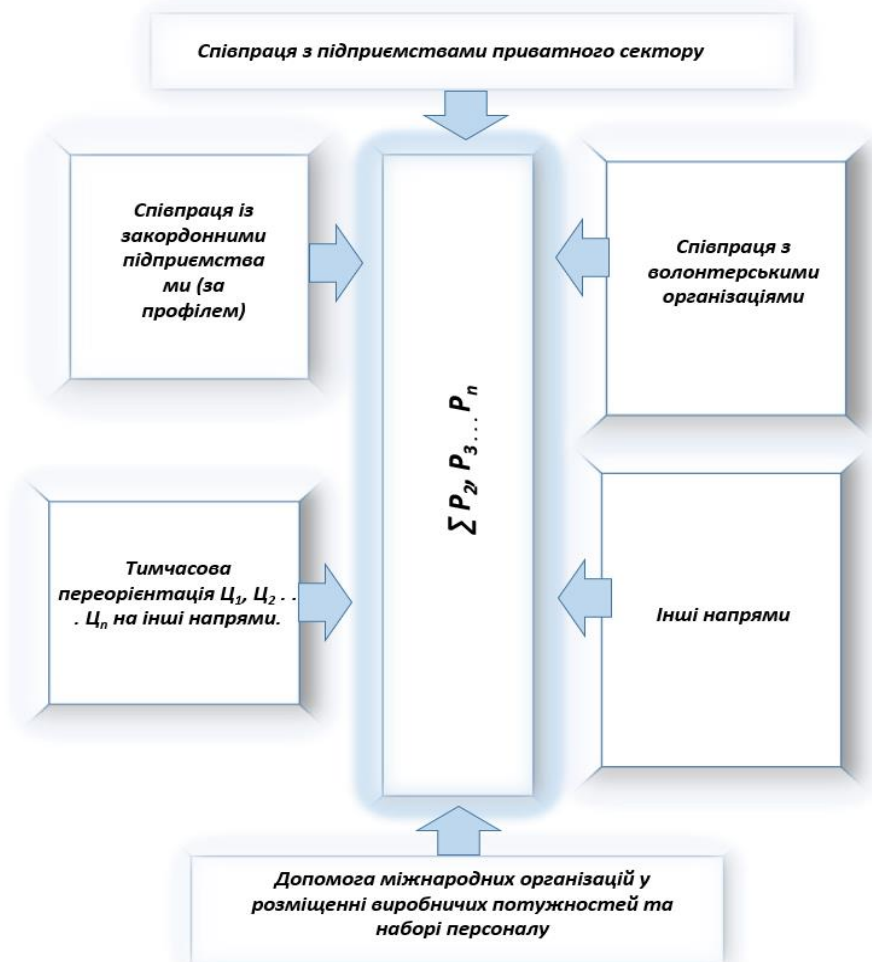 Співпраця з підприємствами приватного сектору
Співпраця із
закордонними
підприємства
ми (за
профілем)
Співпраця з
волонтерськими
організаціями
∑ P₂, P₃ . . . Pₙ
Тимчасова
переорієнтація Ц₁, Ц₂ . .
. Цₙ на інші напрями.
Інші напрями
Допомога міжнародних організацій у
розміщенні виробничих потужностей та
наборі персоналу